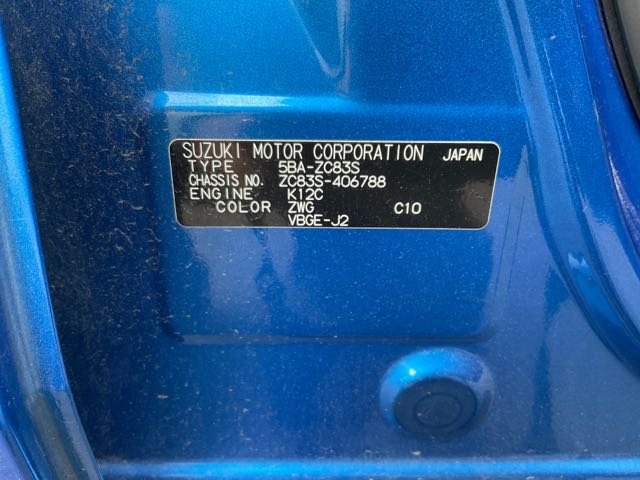 SUZUKI MOTOR CORPORATION JAPAN
TYPE 5BA-ZC83S
CHASSIS NO. ZC83S-406788
ENGINE K12C
COLOR ZWG C10
VBGE-J2